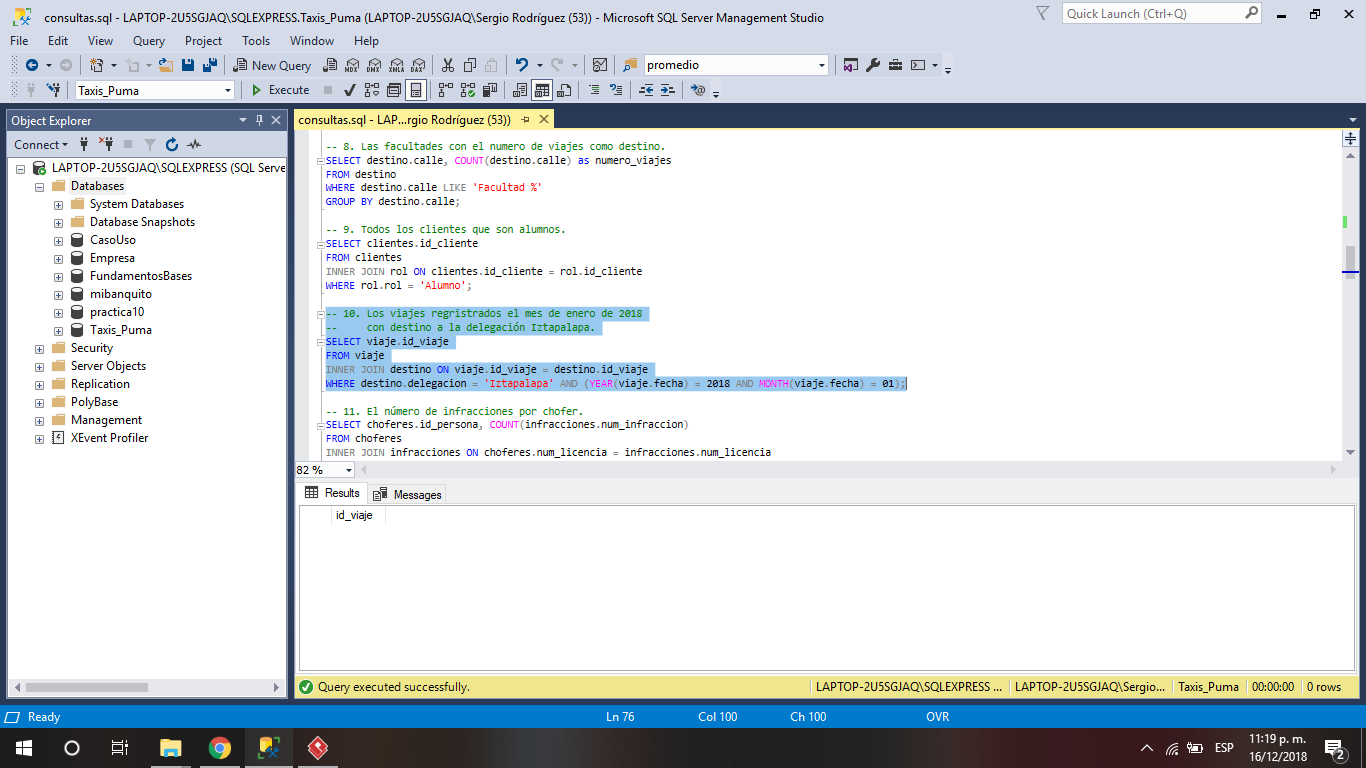 consultas.sql - LAPTOP-2U5SGJAQ\SQLEXPRESS.Taxis_Puma (LAPTOP-2U5SGJAQ\Sergio Rodríguez (53)) - Microsoft SQL Server Management Studio
Quick Launch (Ctrl+Q)
File Edit View Query Project Tools Window Help
New Query MDX DMX XMLA DAX promedio
Taxis_Puma Execute
Object Explorer
consultas.sql - LAP...rgio Rodríguez (53))
Connect
LAPTOP-2U5SGJAQ\SQLEXPRESS (SQL Serve
Databases
System Databases
Database Snapshots
CasoUso
Empresa
FundamentosBases
mibanquito
practica10
Taxis_Puma
Security
Server Objects
Replication
PolyBase
Management
XEvent Profiler
-- 8. Las facultades con el numero de viajes como destino.
SELECT destino.calle, COUNT(destino.calle) as numero_viajes
FROM destino
WHERE destino.calle LIKE 'Facultad %'
GROUP BY destino.calle;
-- 9. Todos los clientes que son alumnos.
SELECT clientes.id_cliente
FROM clientes
INNER JOIN rol ON clientes.id_cliente = rol.id_cliente
WHERE rol.rol = 'Alumno';
-- 10. Los viajes regristrados el mes de enero de 2018
-- con destino a la delegación Iztapalapa.
SELECT viaje.id_viaje
FROM viaje
INNER JOIN destino ON viaje.id_viaje = destino.id_viaje
WHERE destino.delegacion = 'Iztapalapa' AND (YEAR(viaje.fecha) = 2018 AND MONTH(viaje.fecha) = 01);
-- 11. El número de infracciones por chofer.
SELECT choferes.id_persona, COUNT(infracciones.num_infraccion)
FROM choferes
INNER JOIN infracciones ON choferes.num_licencia = infracciones.num_licencia
82 %
Results Messages
id_viaje
Query executed successfully.
LAPTOP-2U5SGJAQ\SQLEXPRESS ... LAPTOP-2U5SGJAQ\Sergio... Taxis_Puma 00:00:00 0 rows
Ready Ln 76 Col 100 Ch 100 OVR
ESP
11:19 p. m.
16/12/2018
2